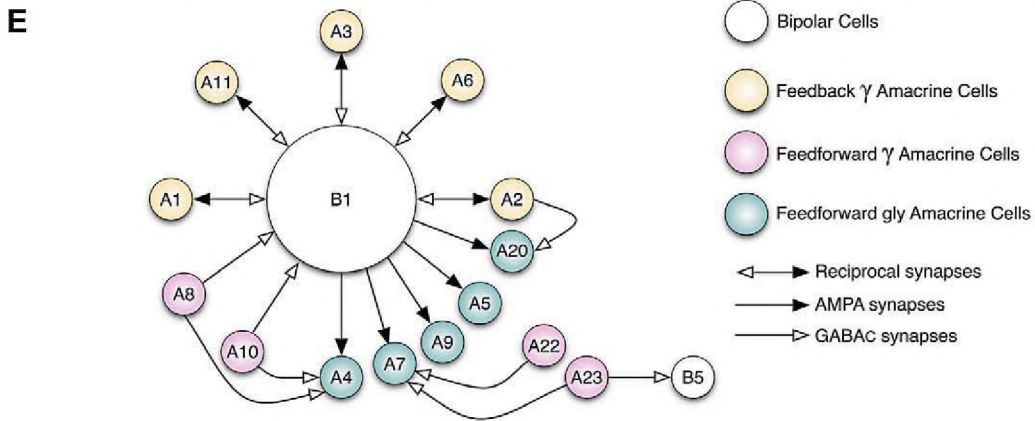 E
A3
A11
A6
A1
B1
A2
A20
A8
A5
A10
A9
A22
A7
A4
A23
B5
Bipolar Cells
Feedback γ Amacrine Cells
Feedforward γ Amacrine Cells
Feedforward gly Amacrine Cells
Reciprocal synapses
AMPA synapses
GABAc synapses